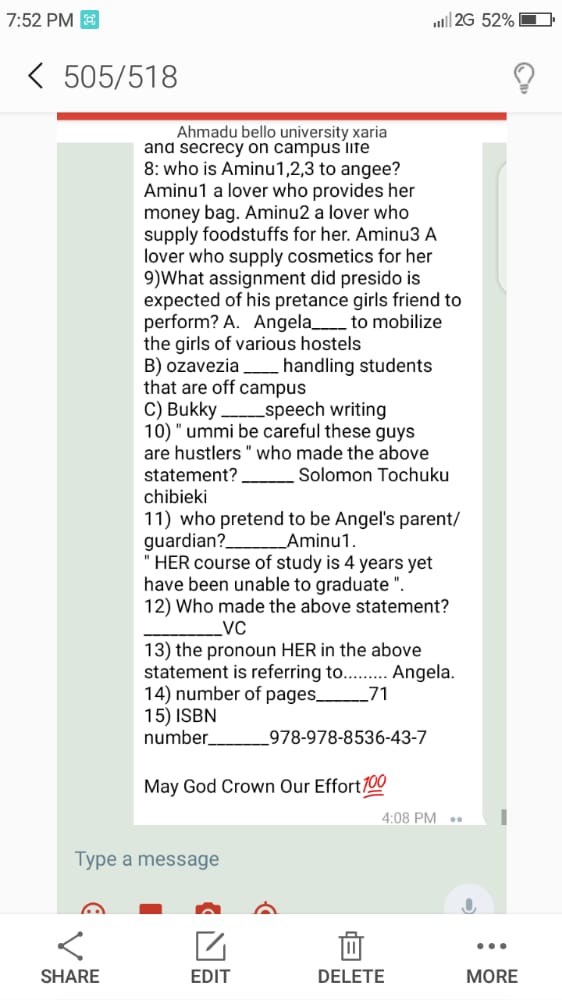 7:52 PM
2G 52%
505/518
Ahmadu bello university xaria
and secrecy on campus life
8: who is Aminu1,2,3 to angee?
Aminu1 a lover who provides her
money bag. Aminu2 a lover who
supply foodstuffs for her. Aminu3 A
lover who supply cosmetics for her
9)What assignment did presido is
expected of his pretance girls friend to
perform? A. Angela____ to mobilize
the girls of various hostels
B) ozavezia ____ handling students
that are off campus
C) Bukky _____speech writing
10) " ummi be careful these guys
are hustlers " who made the above
statement? ______ Solomon Tochuku
chibieki
11) who pretend to be Angel's parent/
guardian?_______Aminu1.
" HER course of study is 4 years yet
have been unable to graduate ".
12) Who made the above statement?
_________VC
13) the pronoun HER in the above
statement is referring to......... Angela.
14) number of pages______71
15) ISBN
number_______978-978-8536-43-7
May God Crown Our Effort💯
4:08 PM
Type a message
SHARE
EDIT
DELETE
MORE